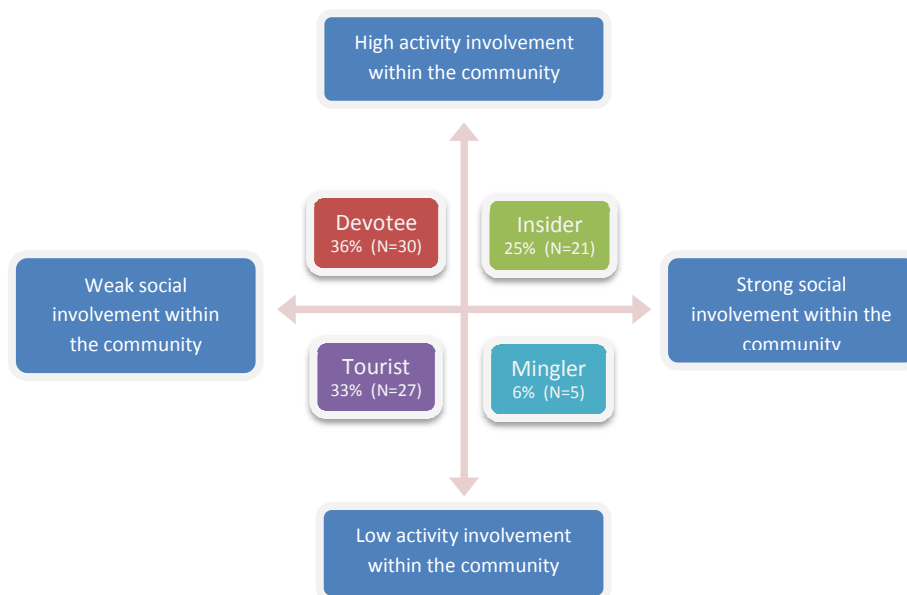 High activity involvement
within the community
Devotee
36% (N=30)
Insider
25% (N=21)
Weak social
involvement within
the community
Strong social
involvement within the
community
Tourist
33% (N=27)
Mingler
6% (N=5)
Low activity involvement
within the community